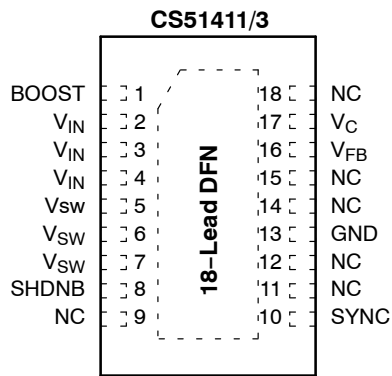 CS51411/3
BOOST 1 18 NC
VIN 2 17 VC
VIN 3 16 VFB
VIN 4 15 NC
Vsw 5 14 NC
VSW 6 13 GND
VSW 7 12 NC
SHDNB 8 11 NC
NC 9 10 SYNC
18–Lead DFN